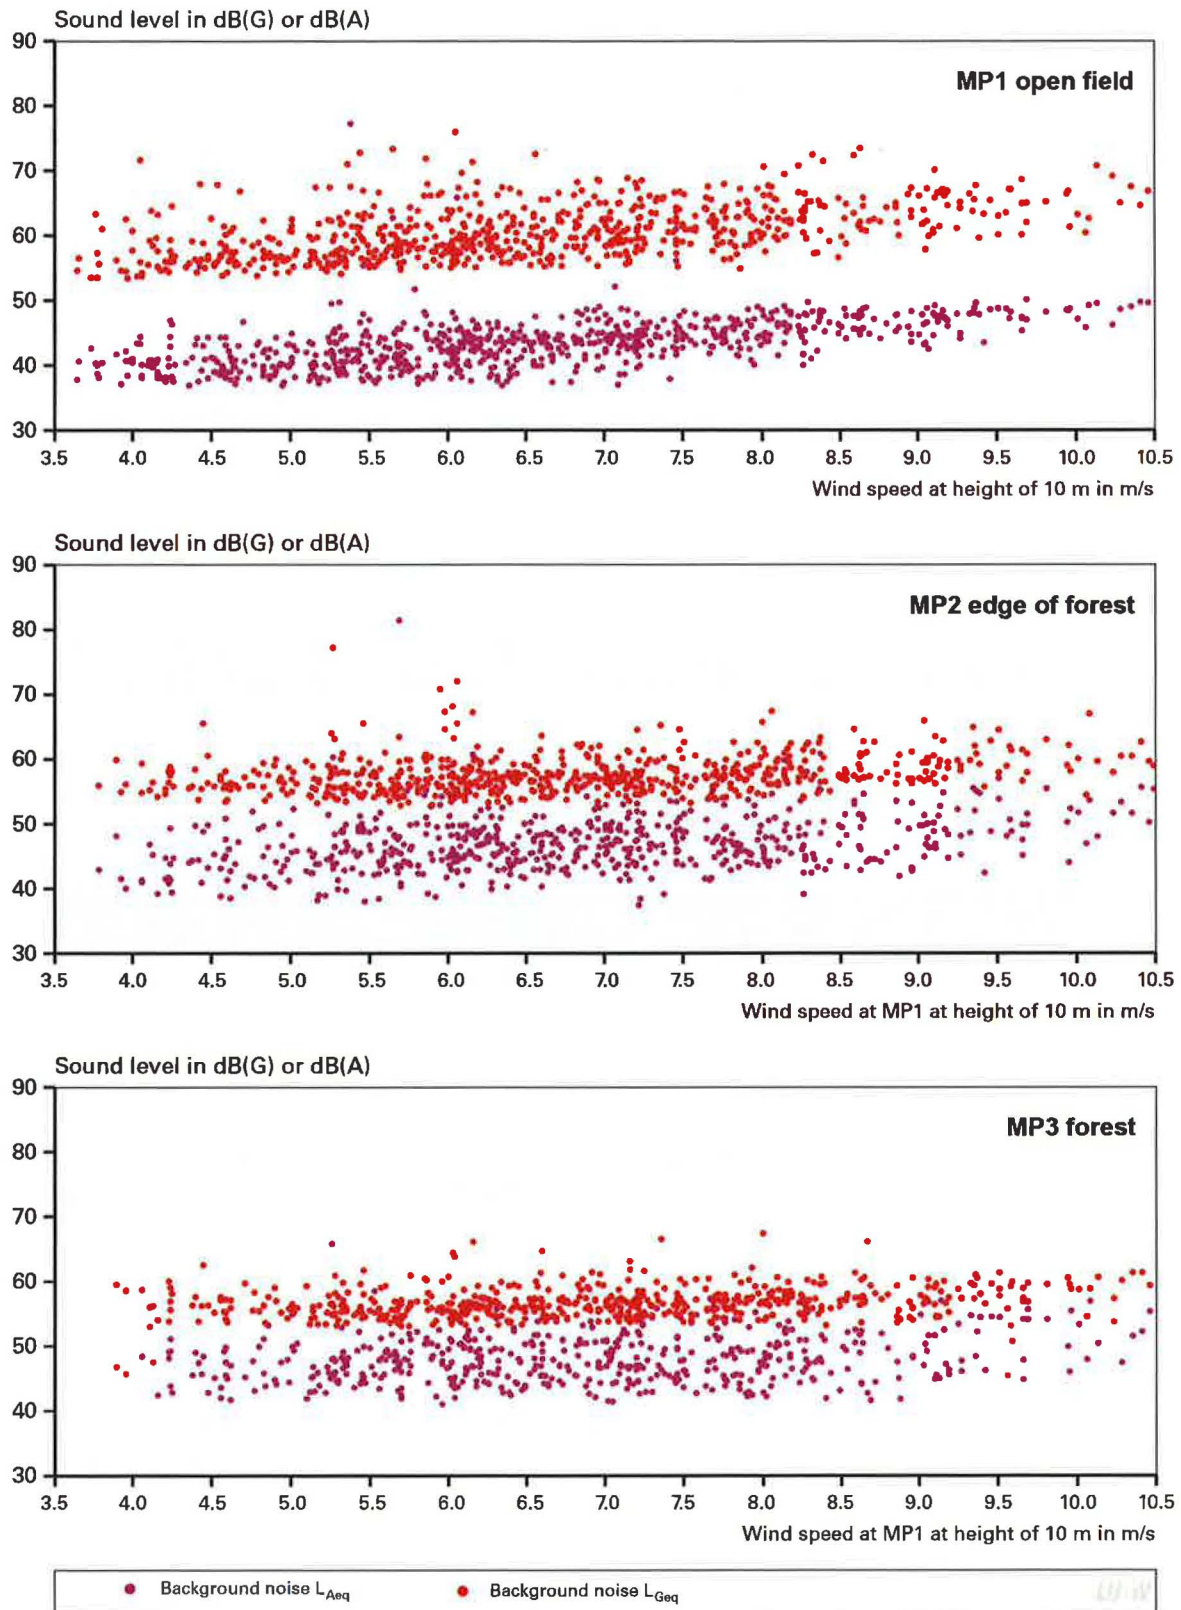 Sound level in dB(G) or dB(A)
90
MP1 open field
80
70
60
50
40
30
3.5 4.0 4.5 5.0 5.5 6.0 6.5 7.0 7.5 8.0 8.5 9.0 9.5 10.0 10.5
Wind speed at height of 10 m in m/s
Sound level in dB(G) or dB(A)
90
MP2 edge of forest
80
70
60
50
40
30
3.5 4.0 4.5 5.0 5.5 6.0 6.5 7.0 7.5 8.0 8.5 9.0 9.5 10.0 10.5
Wind speed at MP1 at height of 10 m in m/s
Sound level in dB(G) or dB(A)
90
MP3 forest
80
70
60
50
40
30
3.5 4.0 4.5 5.0 5.5 6.0 6.5 7.0 7.5 8.0 8.5 9.0 9.5 10.0 10.5
Wind speed at MP1 at height of 10 m in m/s
Background noise LAeq Background noise LGeq